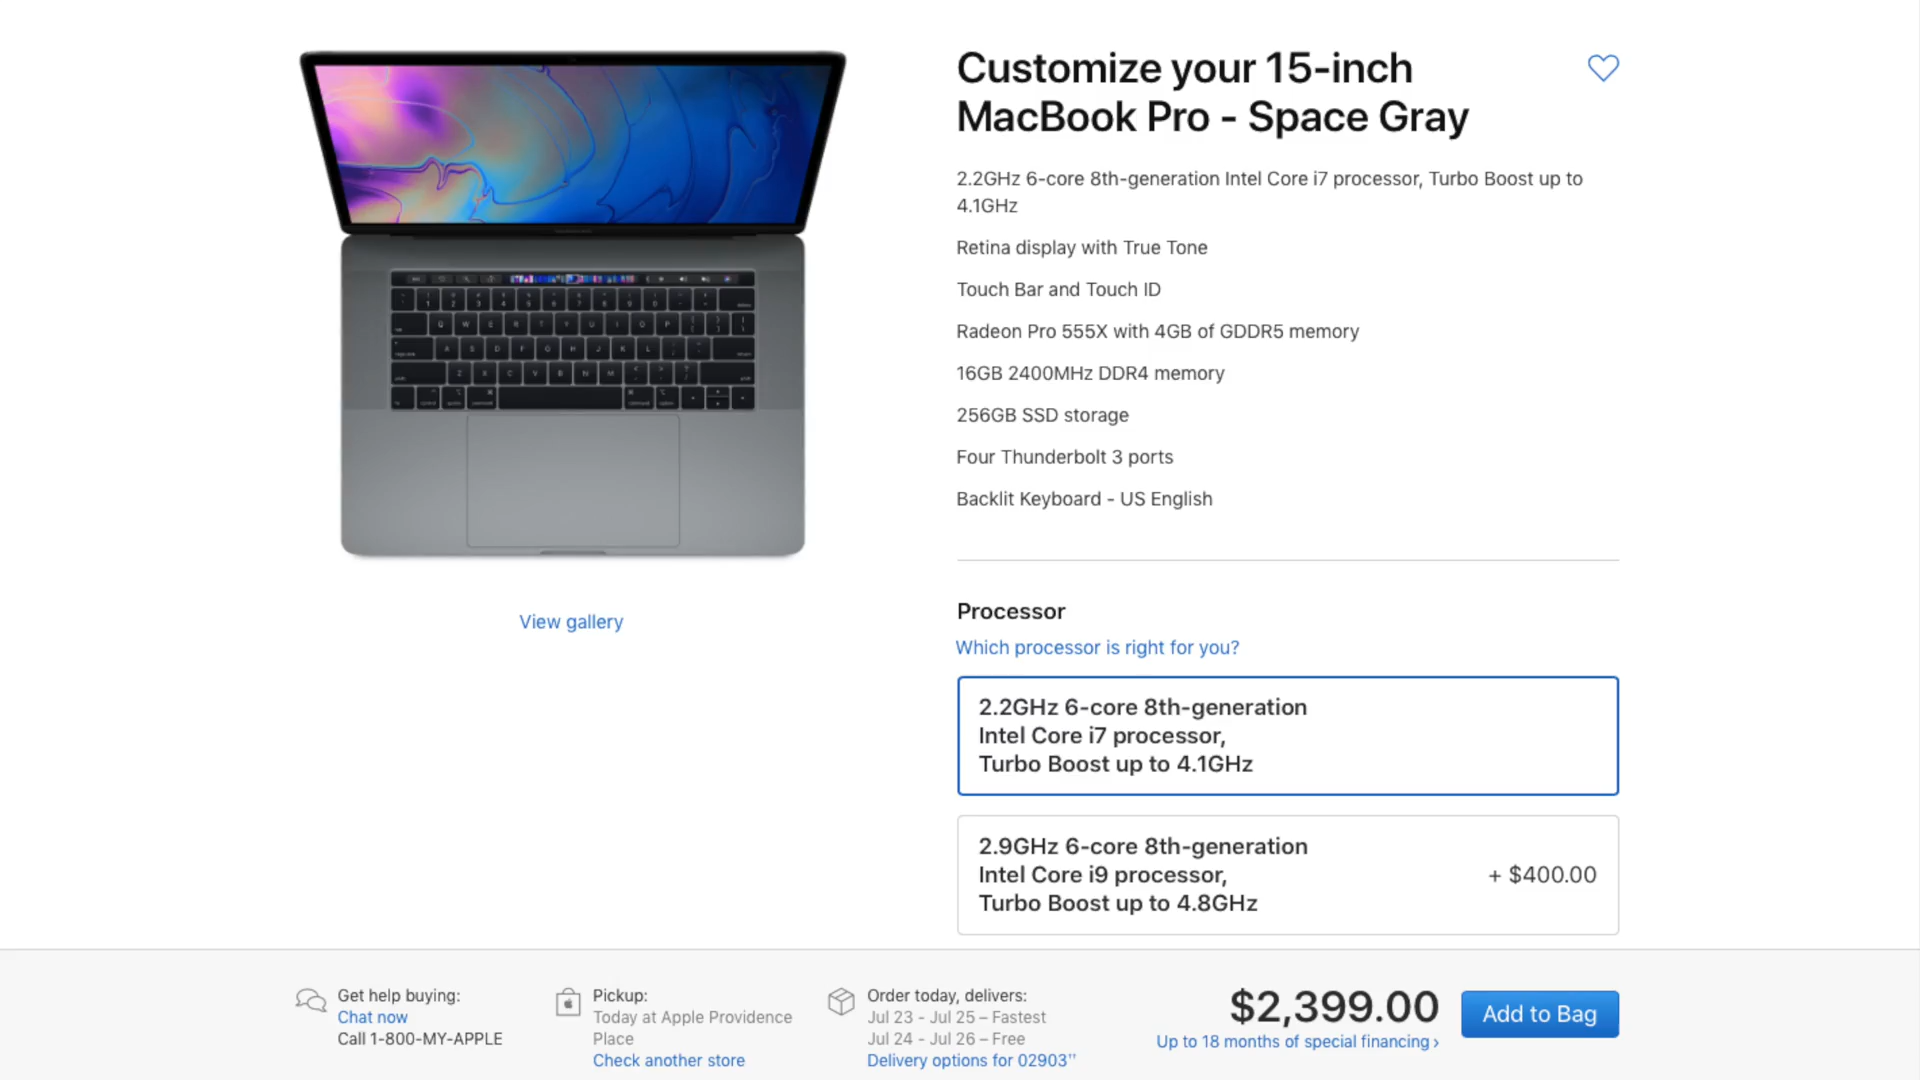 Customize your 15-inch
MacBook Pro - Space Gray
2.2GHz 6-core 8th-generation Intel Core i7 processor, Turbo Boost up to
4.1GHz
Retina display with True Tone
Touch Bar and Touch ID
Radeon Pro 555X with 4GB of GDDR5 memory
16GB 2400MHz DDR4 memory
256GB SSD storage
Four Thunderbolt 3 ports
Backlit Keyboard - US English
View gallery
Processor
Which processor is right for you?
2.2GHz 6-core 8th-generation
Intel Core i7 processor,
Turbo Boost up to 4.1GHz
2.9GHz 6-core 8th-generation
Intel Core i9 processor,
Turbo Boost up to 4.8GHz
+ $400.00
Get help buying:
Chat now
Call 1-800-MY-APPLE
Pickup:
Today at Apple Providence
Place
Check another store
Order today, delivers:
Jul 23 - Jul 25 – Fastest
Jul 24 - Jul 26 – Free
Delivery options for 02903††
$2,399.00
Up to 18 months of special financing ›
Add to Bag